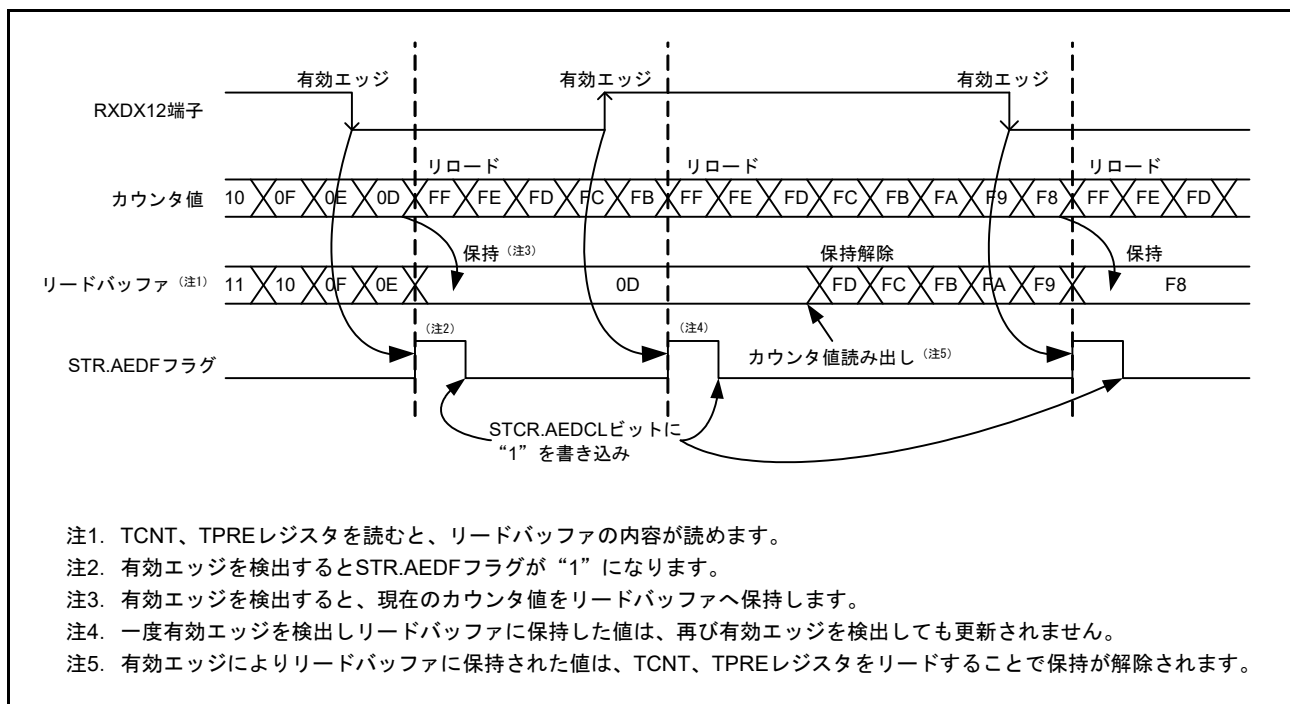 有効エッジ 有効エッジ 有効エッジ
RXDX12端子
リロード リロード リロード
カウンタ値 10 0F 0E 0D FF FE FD FC FB FF FE FD FC FB FA F9 F8 FF FE FD
保持(注3) 保持解除 保持
リードバッファ(注1) 11 10 0F 0E 0D FD FC FB FA F9 F8
(注2) (注4)
カウンタ値読み出し(注5)
STR.AEDFフラグ
STCR.AEDCLビットに
“1”を書き込み
注1. TCNT、TPREレジスタを読むと、リードバッファの内容が読めます。
注2. 有効エッジを検出するとSTR.AEDFフラグが“1”になります。
注3. 有効エッジを検出すると、現在のカウンタ値をリードバッファへ保持します。
注4. 一度有効エッジを検出しリードバッファに保持した値は、再び有効エッジを検出しても更新されません。
注5. 有効エッジによりリードバッファに保持された値は、TCNT、TPREレジスタをリードすることで保持が解除されます。